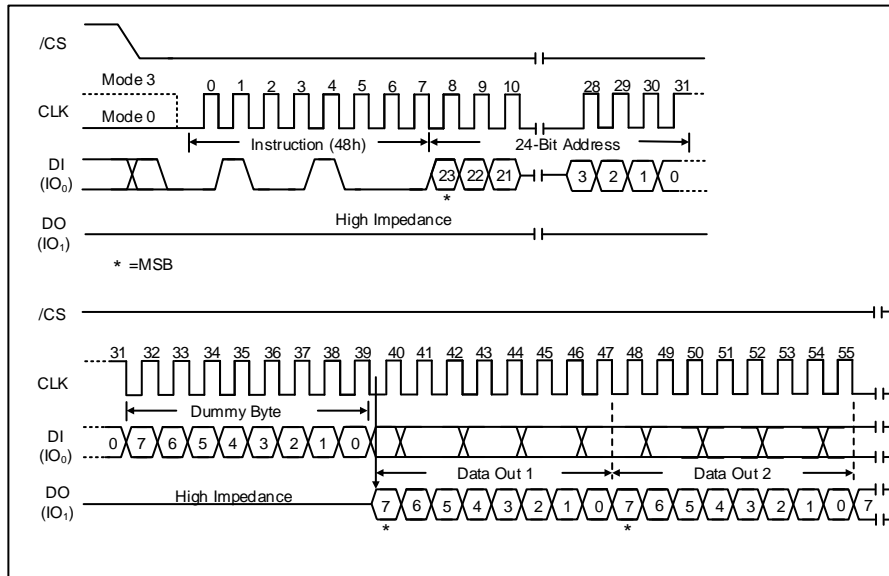 /CS
Mode 3
0 1 2 3 4 5 6 7 8 9 10 28 29 30 31
CLK
Mode 0
Instruction (48h) 24-Bit Address
DI
(IO₀)
23 22 21 3 2 1 0
*
High Impedance
DO
(IO₁)
* =MSB
/CS
31 32 33 34 35 36 37 38 39 40 41 42 43 44 45 46 47 48 49 50 51 52 53 54 55
CLK
Dummy Byte
DI
(IO₀)
0 7 6 5 4 3 2 1 0
Data Out 1 Data Out 2
DO
(IO₁)
High Impedance
7 6 5 4 3 2 1 0 7 6 5 4 3 2 1 0 7
* *